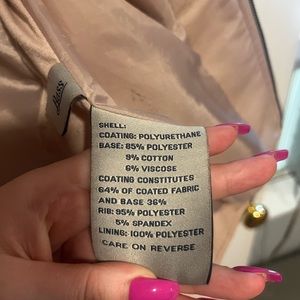 SHELL:
COATING: POLYURETHANE
BASE: 85% POLYESTER
9% COTTON
6% VISCOSE
COATING CONSTITUTES
64% OF COATED FABRIC
AND BASE 36%
RIB: 95% POLYESTER
5% SPANDEX
LINING: 100% POLYESTER
CARE ON REVERSE